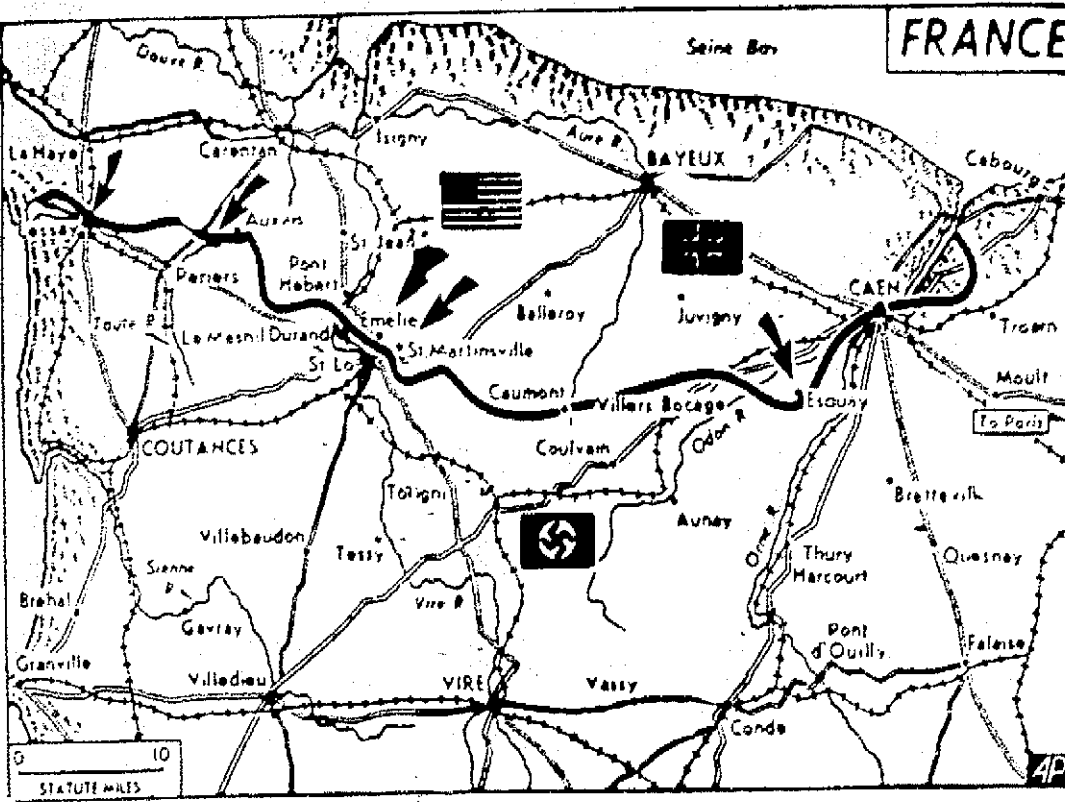 FRANCE
Seine Bay
Douve R.
Isigny
Aure R.
La Haye
Carentan
BAYEUX
Cabourg
essay
Auxais
St Jean
Periers
Pont
Hebert
CAEN
Taute R.
Emelie
Balleroy
Juvigny
Troarn
Le Mesnil Durand
St Martinsville
St Lo
Moult
Caumont
Villers Bocage
Esquay
To Paris
COUTANCES
Coulvain
Odon R
Torigni
Bretteville
Aunay
Villebaudon
Tessy
Thury
Harcourt
Quesnay
Sienne
R
Brehal
Vire R
Gavray
Pont
d'Ouilly
Falaise
Granville
Villedieu
VIRE
Vassy
Conde
0 10
STATUTE MILES
AP